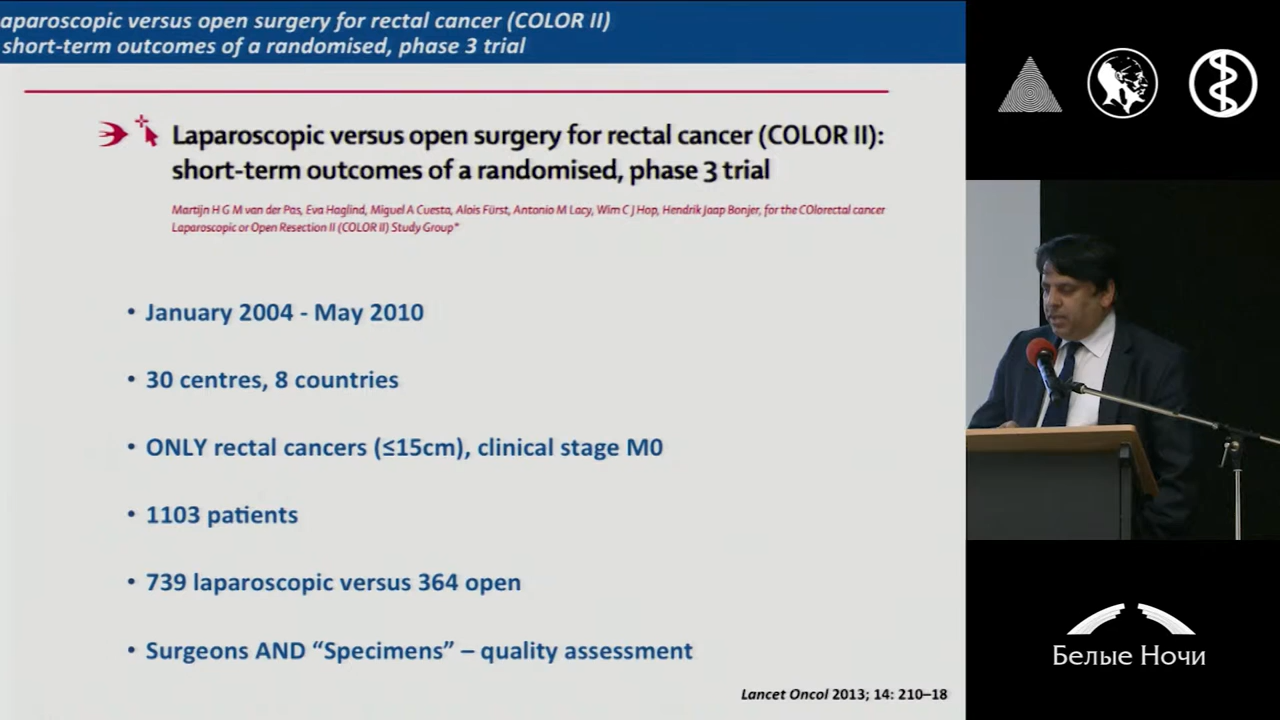 aparoscopic versus open surgery for rectal cancer (COLOR II)
short-term outcomes of a randomised, phase 3 trial
Laparoscopic versus open surgery for rectal cancer (COLOR II):
short-term outcomes of a randomised, phase 3 trial
Martijn H G M van der Pas, Eva Haglind, Miguel A Cuesta, Alois Fürst, Antonio M Lacy, Wim C J Hop, Hendrik Jaap Bonjer, for the COlorectal cancer
Laparoscopic or Open Resection II (COLOR II) Study Group*
• January 2004 - May 2010
• 30 centres, 8 countries
• ONLY rectal cancers (≤15cm), clinical stage M0
• 1103 patients
• 739 laparoscopic versus 364 open
• Surgeons AND “Specimens” – quality assessment
Lancet Oncol 2013; 14: 210–18
Белые Ночи